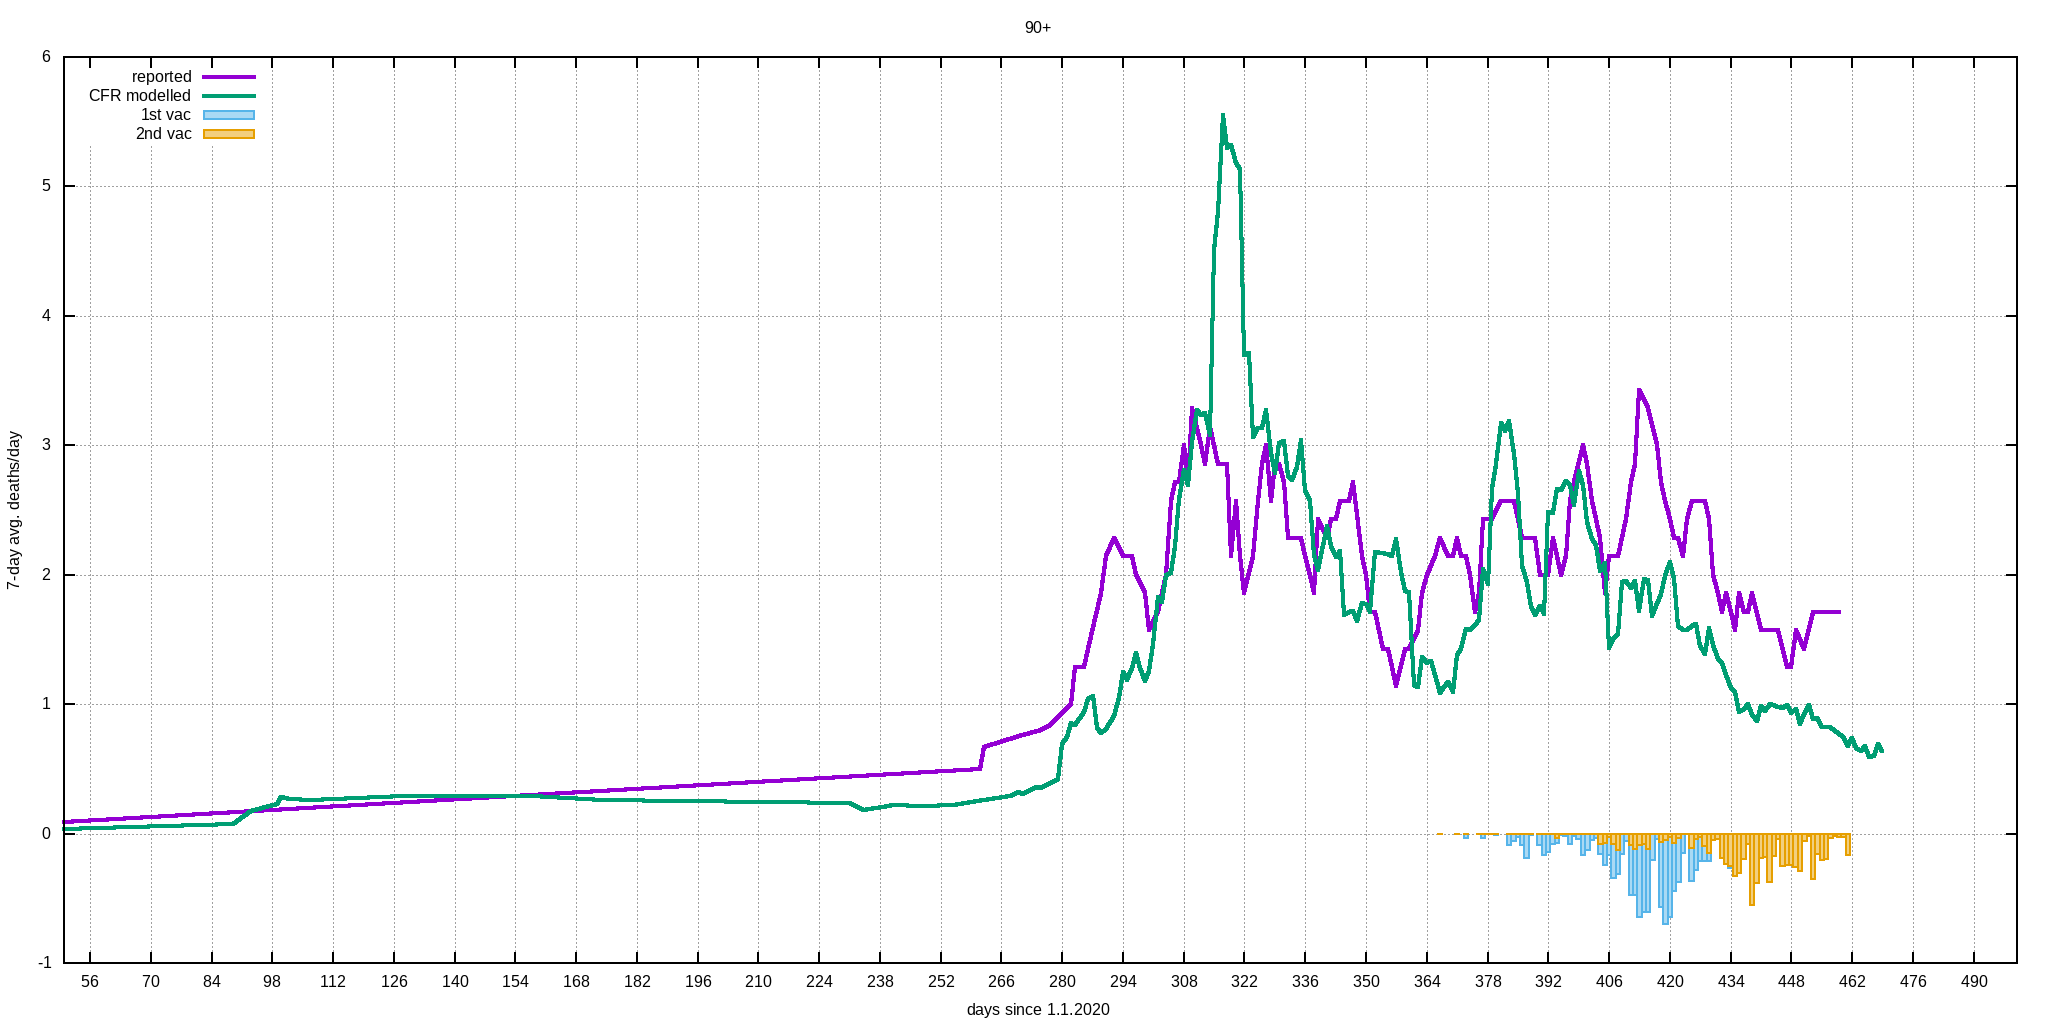 90+
reported
CFR modelled
1st vac
2nd vac
7-day avg. deaths/day
6
5
4
3
2
1
0
-1
56 70 84 98 112 126 140 154 168 182 196 210 224 238 252 266 280 294 308 322 336 350 364 378 392 406 420 434 448 462 476 490
days since 1.1.2020